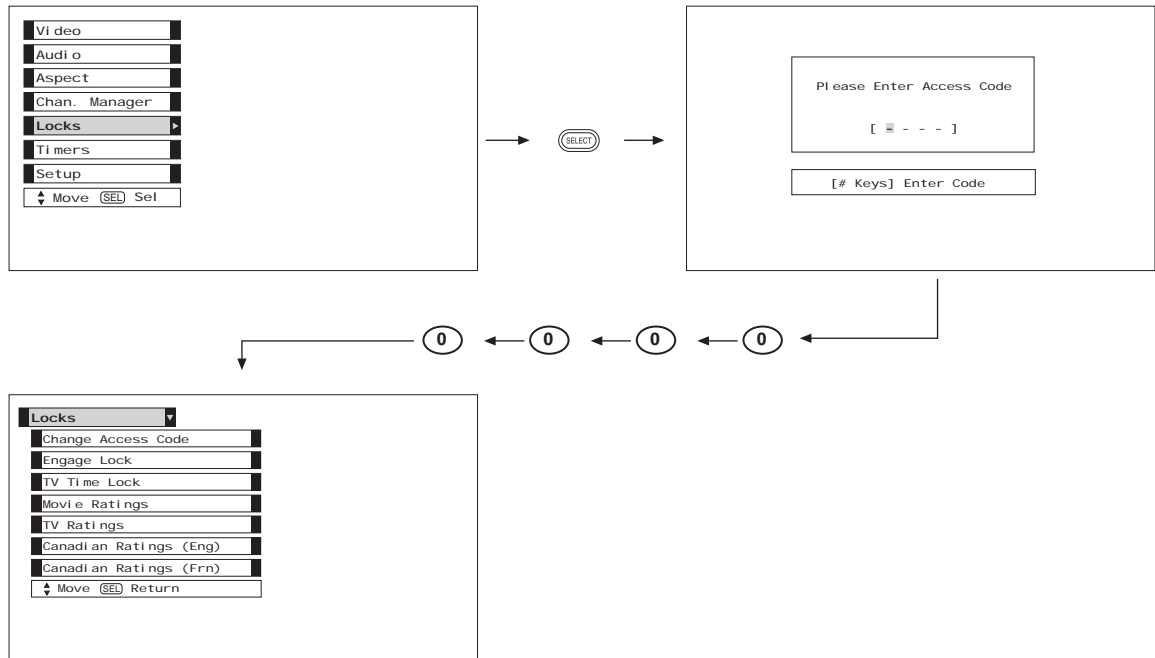 Video
Audio
Aspect
Chan. Manager
Locks
Timers
Setup
Move SEL Sel
SELECT
Please Enter Access Code
[ - - - - ]
[# Keys] Enter Code
0 0 0 0
Locks
Change Access Code
Engage Lock
TV Time Lock
Movie Ratings
TV Ratings
Canadian Ratings (Eng)
Canadian Ratings (Frn)
Move SEL Return